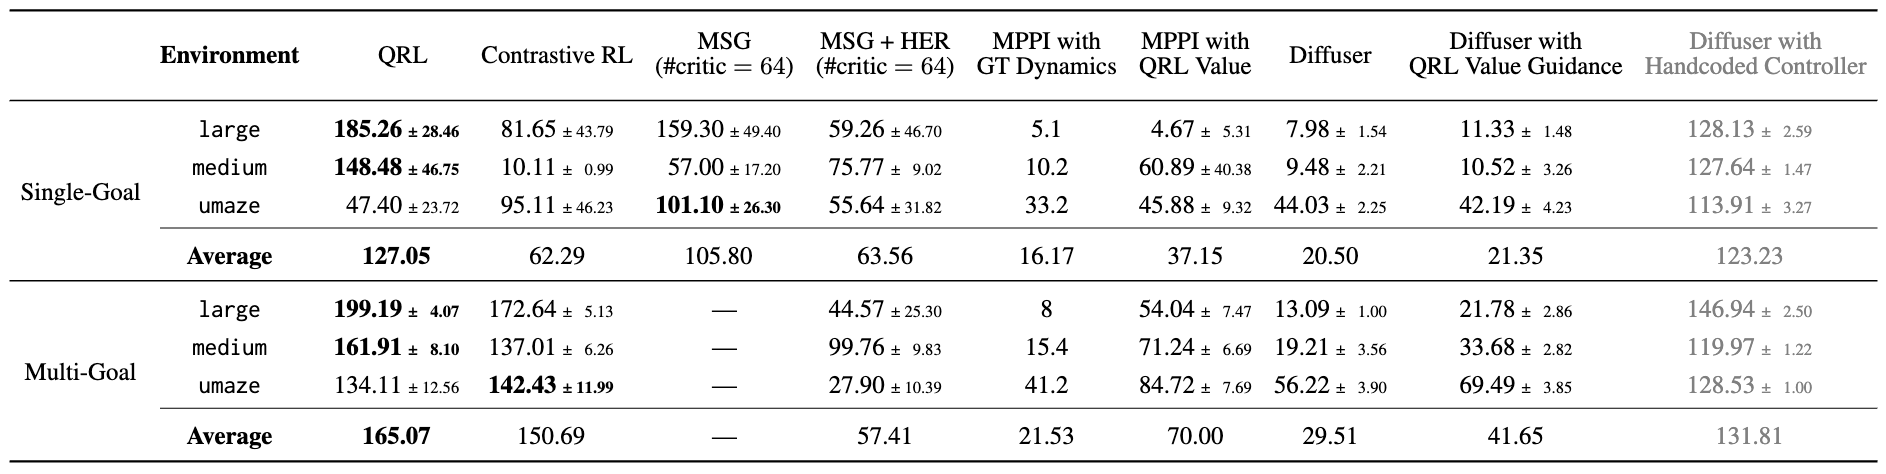 Environment QRL Contrastive RL MSG (#critic = 64) MSG + HER (#critic = 64) MPPI with GT Dynamics MPPI with QRL Value Diffuser Diffuser with QRL Value Guidance Diffuser with Handcoded Controller
Single-Goal
large 185.26 ± 28.46 81.65 ± 43.79 159.30 ± 49.40 59.26 ± 46.70 5.1 4.67 ± 5.31 7.98 ± 1.54 11.33 ± 1.48 128.13 ± 2.59
medium 148.48 ± 46.75 10.11 ± 0.99 57.00 ± 17.20 75.77 ± 9.02 10.2 60.89 ± 40.38 9.48 ± 2.21 10.52 ± 3.26 127.64 ± 1.47
umaze 47.40 ± 23.72 95.11 ± 46.23 101.10 ± 26.30 55.64 ± 31.82 33.2 45.88 ± 9.32 44.03 ± 2.25 42.19 ± 4.23 113.91 ± 3.27
Average 127.05 62.29 105.80 63.56 16.17 37.15 20.50 21.35 123.23
Multi-Goal
large 199.19 ± 4.07 172.64 ± 5.13 — 44.57 ± 25.30 8 54.04 ± 7.47 13.09 ± 1.00 21.78 ± 2.86 146.94 ± 2.50
medium 161.91 ± 8.10 137.01 ± 6.26 — 99.76 ± 9.83 15.4 71.24 ± 6.69 19.21 ± 3.56 33.68 ± 2.82 119.97 ± 1.22
umaze 134.11 ± 12.56 142.43 ± 11.99 — 27.90 ± 10.39 41.2 84.72 ± 7.69 56.22 ± 3.90 69.49 ± 3.85 128.53 ± 1.00
Average 165.07 150.69 — 57.41 21.53 70.00 29.51 41.65 131.81